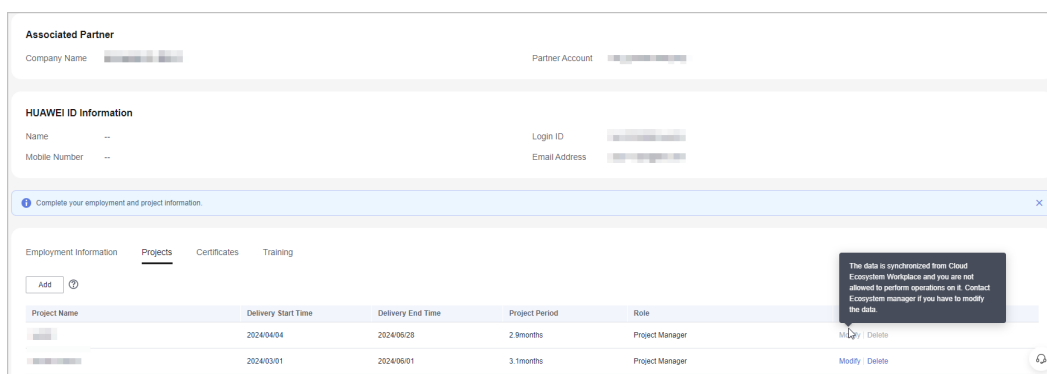 Associated Partner
Company Name Partner Account
HUAWEI ID Information
Name -- Login ID
Mobile Number -- Email Address
Complete your employment and project information.
Employment Information Projects Certificates Training
The data is synchronized from Cloud
Ecosystem Workplace and you are not
allowed to perform operations on it. Contact
Ecosystem manager if you have to modify
the data.
Add
Project Name Delivery Start Time Delivery End Time Project Period Role
2024/04/04 2024/06/28 2.9months Project Manager Modify | Delete
2024/03/01 2024/06/01 3.1months Project Manager Modify | Delete